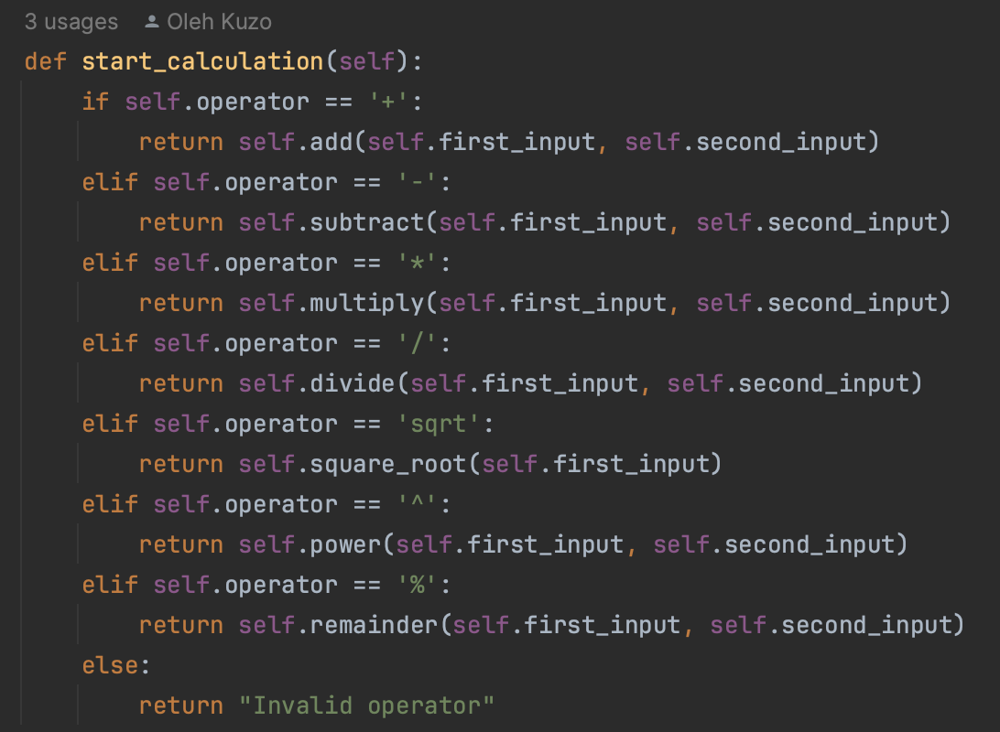 3 usages Oleh Kuzo
def start_calculation(self):
    if self.operator == '+':
        return self.add(self.first_input, self.second_input)
    elif self.operator == '-':
        return self.subtract(self.first_input, self.second_input)
    elif self.operator == '*':
        return self.multiply(self.first_input, self.second_input)
    elif self.operator == '/':
        return self.divide(self.first_input, self.second_input)
    elif self.operator == 'sqrt':
        return self.square_root(self.first_input)
    elif self.operator == '^':
        return self.power(self.first_input, self.second_input)
    elif self.operator == '%':
        return self.remainder(self.first_input, self.second_input)
    else:
        return "Invalid operator"